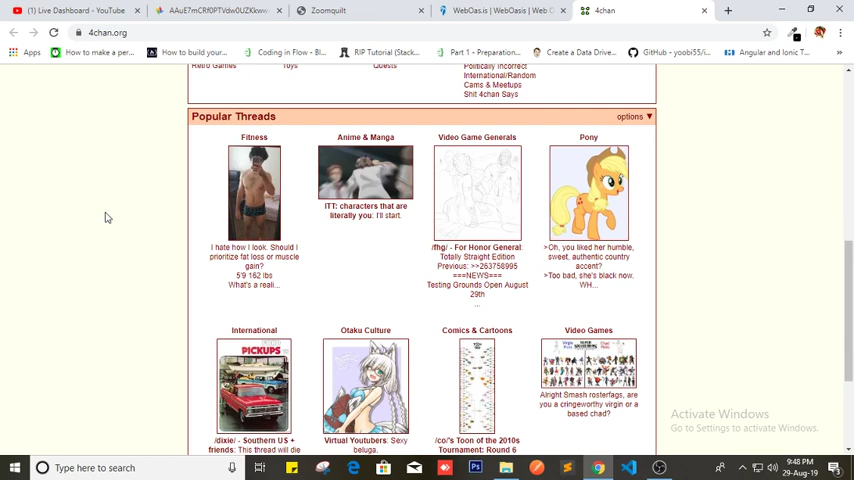 (1) Live Dashboard - YouTube
AAuE7mCRf0PTVdw0UZKkww
Zoomquilt
WebOas.is | WebOasis | Web O
4chan
4chan.org
Apps
How to make a per...
How to build your...
Coding in Flow - Bl...
RIP Tutorial (Stack...
Part 1 - Preparation...
Create a Data Drive...
GitHub - yoobi55/i...
Angular and Ionic T...
Retro Games
Toys
Quests
Politically Incorrect
International/Random
Cams & Meetups
Shit 4chan Says
Popular Threads
options ▼
Fitness
I hate how I look. Should I
prioritize fat loss or muscle
gain?
5'9 162 lbs
What's a reali...
Anime & Manga
ITT: characters that are
literally you: I'll start.
Video Game Generals
/fhg/ - For Honor General:
Totally Straight Edition
Previous: >>263758995
===NEWS===
Testing Grounds Open August
29th
...
Pony
>Oh, you liked her humble,
sweet, authentic country
accent?
>Too bad, she's black now.
WH...
International
PICKUPS
/dixie/ - Southern US +
friends: This thread will die
Otaku Culture
Virtual Youtubers: Sexy
beluga.
Comics & Cartoons
/co/'s Toon of the 2010s
Tournament: Round 6
Video Games
Alright Smash rosterfags, are
you a cringeworthy virgin or a
based chad?
Activate Windows
Go to Settings to activate Windows.
Type here to search
9:48 PM
29-Aug-19
3